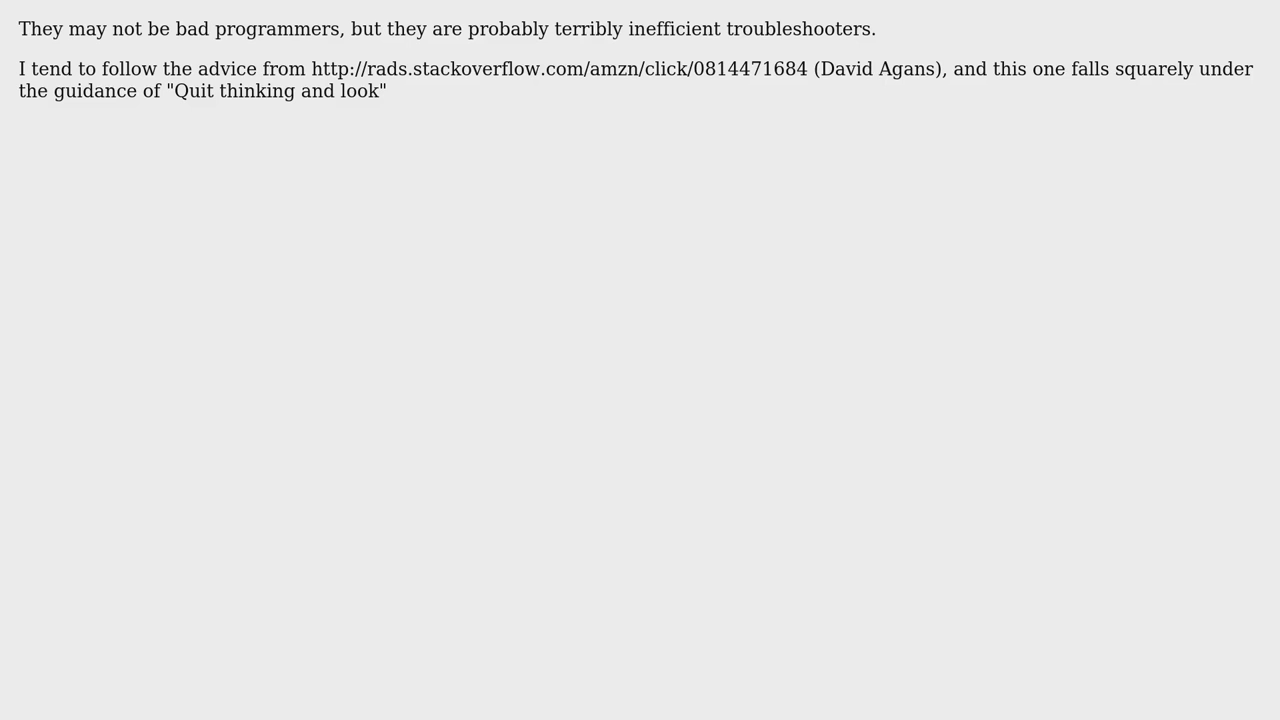 They may not be bad programmers, but they are probably terribly inefficient troubleshooters.
I tend to follow the advice from http://rads.stackoverflow.com/amzn/click/0814471684 (David Agans), and this one falls squarely under
the guidance of "Quit thinking and look"